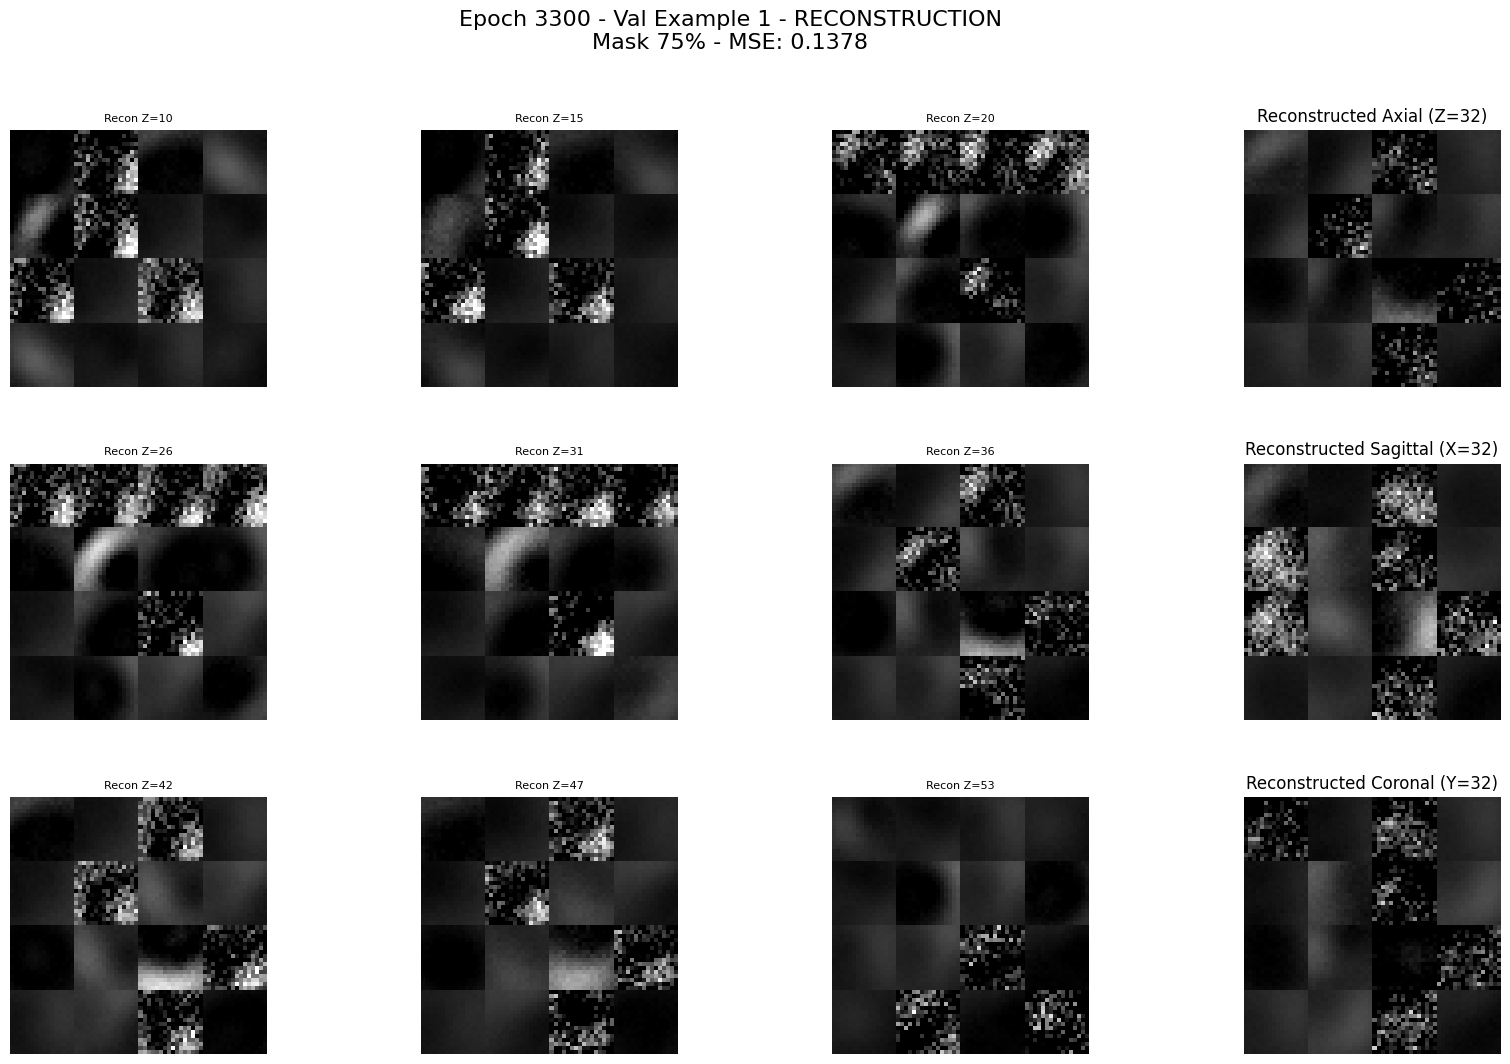 Epoch 3300 - Val Example 1 - RECONSTRUCTION
Mask 75% - MSE: 0.1378
Recon Z=10
Recon Z=15
Recon Z=20
Reconstructed Axial (Z=32)
Recon Z=26
Recon Z=31
Recon Z=36
Reconstructed Sagittal (X=32)
Recon Z=42
Recon Z=47
Recon Z=53
Reconstructed Coronal (Y=32)